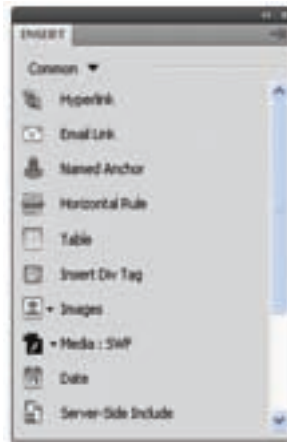 INSERT
Common
Hyperlink
Email Link
Named Anchor
Horizontal Rule
Table
Insert Div Tag
Images
Media : SWF
Date
Server-Side Include